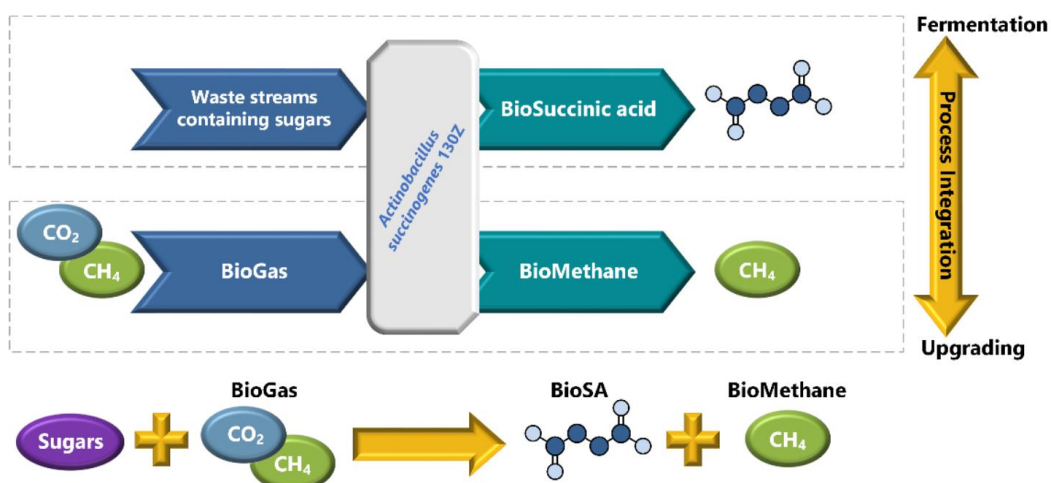 Fermentation
Waste streams
containing sugars
BioSuccinic acid
Actinobacillus
succinogenes 130Z
Process Integration
CO₂
CH₄
BioGas
BioMethane
CH₄
Upgrading
BioGas
BioSA
BioMethane
Sugars
CO₂
CH₄
CH₄